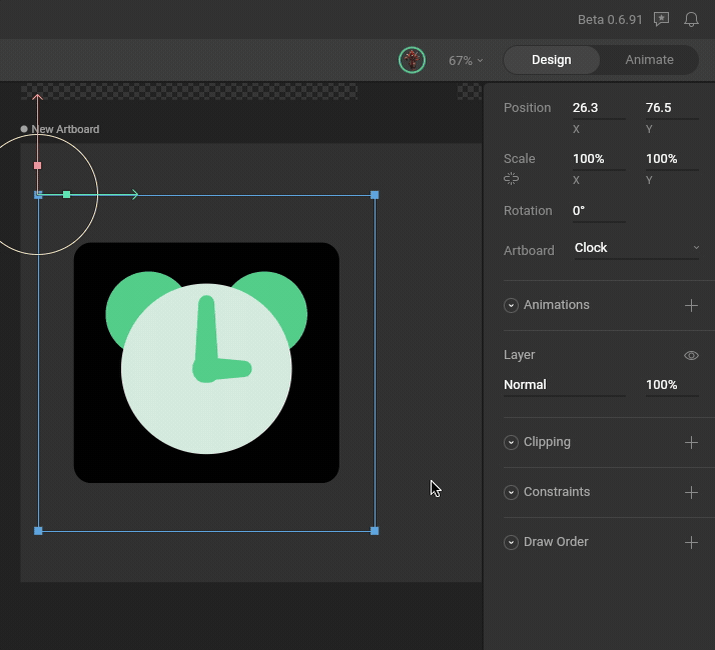 Beta 0.6.91
67%
Design
Animate
New Artboard
Position 26.3 76.5
X Y
Scale 100% 100%
X Y
Rotation 0°
Artboard Clock
Animations
Layer
Normal 100%
Clipping
Constraints
Draw Order